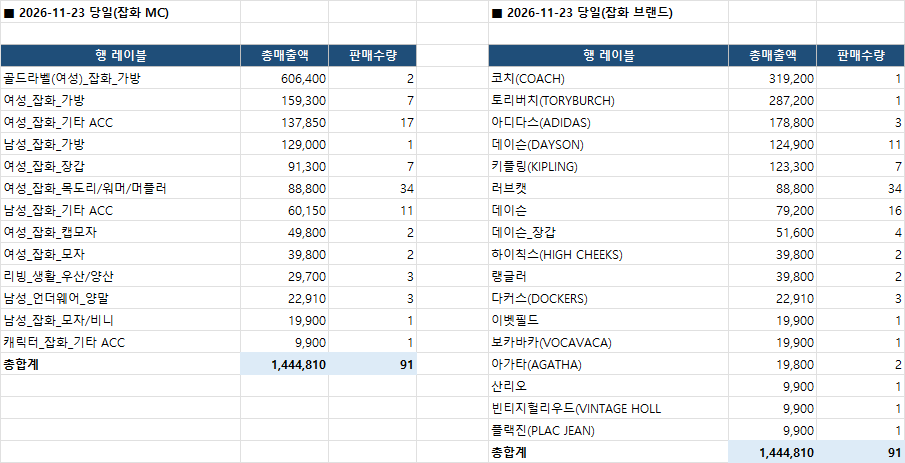 ■ 2026-11-23 당일(잡화 MC)
행 레이블 총매출액 판매수량
골드라벨(여성)_잡화_가방 606,400 2
여성_잡화_가방 159,300 7
여성_잡화_기타 ACC 137,850 17
남성_잡화_가방 129,000 1
여성_잡화_장갑 91,300 7
여성_잡화_목도리/워머/머플러 88,800 34
남성_잡화_기타 ACC 60,150 11
여성_잡화_캡모자 49,800 2
여성_잡화_모자 39,800 2
리빙_생활_우산/양산 29,700 3
남성_언더웨어_양말 22,910 3
남성_잡화_모자/비니 19,900 1
캐릭터_잡화_기타 ACC 9,900 1
총합계 1,444,810 91
■ 2026-11-23 당일(잡화 브랜드)
행 레이블 총매출액 판매수량
코치(COACH) 319,200 1
토리버치(TORYBURCH) 287,200 1
아디다스(ADIDAS) 178,800 3
데이슨(DAYSON) 124,900 11
키플링(KIPLING) 123,300 7
러브캣 88,800 34
데이슨 79,200 16
데이슨_장갑 51,600 4
하이칙스(HIGH CHEEKS) 39,800 2
랭글러 39,800 2
다커스(DOCKERS) 22,910 3
이벳필드 19,900 1
보카바카(VOCAVACA) 19,900 1
아가타(AGATHA) 19,800 2
산리오 9,900 1
빈티지헐리우드(VINTAGE HOLL 9,900 1
플랙진(PLAC JEAN) 9,900 1
총합계 1,444,810 91